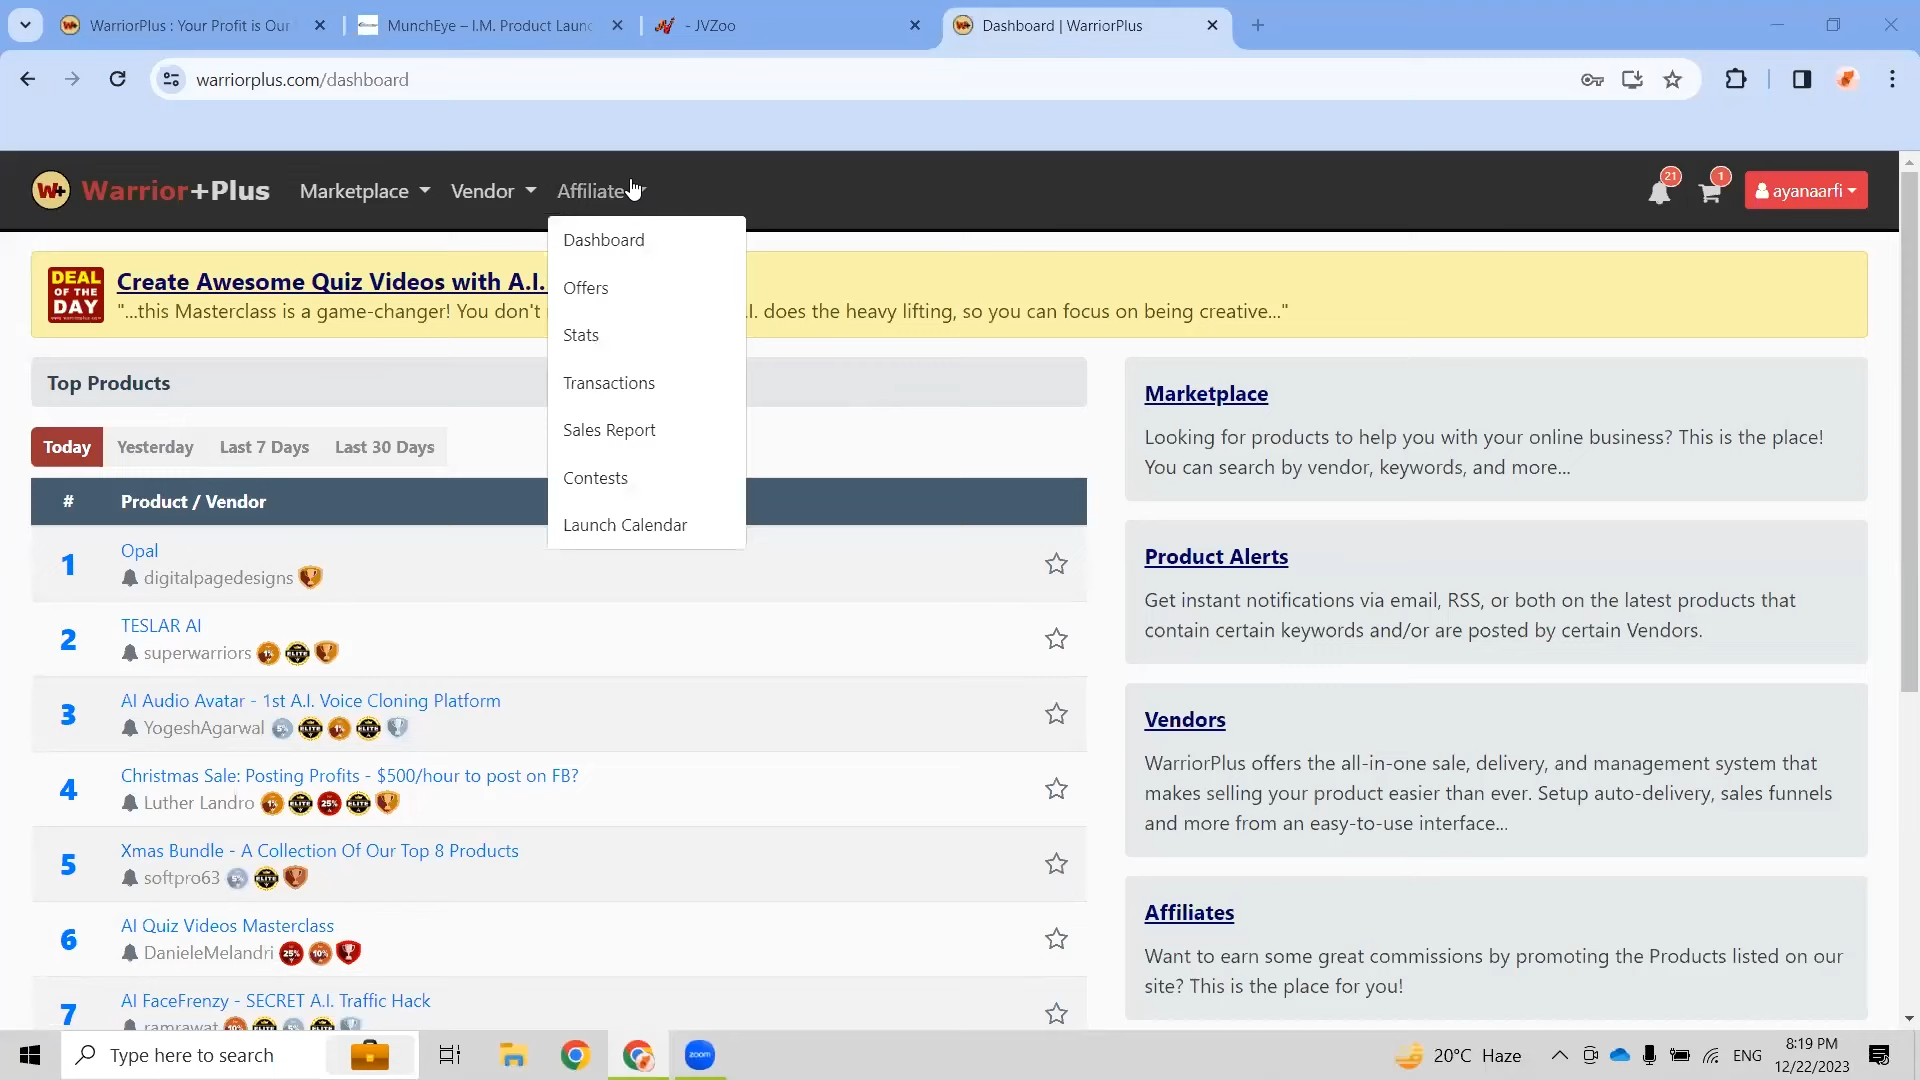 WarriorPlus : Your Profit is Our
MunchEye – I.M. Product Launc
- JVZoo
Dashboard | WarriorPlus
warriorplus.com/dashboard
W+ Warrior+Plus
Marketplace
Vendor
Affiliate
21
1
ayanaarfi
Dashboard
Offers
Stats
Transactions
Sales Report
Contests
Launch Calendar
DEAL
OF THE
DAY
Create Awesome Quiz Videos with A.I.
"...this Masterclass is a game-changer! You don't
.I. does the heavy lifting, so you can focus on being creative..."
Top Products
Today Yesterday Last 7 Days Last 30 Days
# Product / Vendor
1 Opal
digitalpagedesigns
2 TESLAR AI
superwarriors
3 AI Audio Avatar - 1st A.I. Voice Cloning Platform
YogeshAgarwal
4 Christmas Sale: Posting Profits - $500/hour to post on FB?
Luther Landro
5 Xmas Bundle - A Collection Of Our Top 8 Products
softpro63
6 AI Quiz Videos Masterclass
DanieleMelandri
7 AI FaceFrenzy - SECRET A.I. Traffic Hack
ramrawat
Marketplace
Looking for products to help you with your online business? This is the place!
You can search by vendor, keywords, and more...
Product Alerts
Get instant notifications via email, RSS, or both on the latest products that
contain certain keywords and/or are posted by certain Vendors.
Vendors
WarriorPlus offers the all-in-one sale, delivery, and management system that
makes selling your product easier than ever. Setup auto-delivery, sales funnels
and more from an easy-to-use interface...
Affiliates
Want to earn some great commissions by promoting the Products listed on our
site? This is the place for you!
Type here to search
zoom
20°C Haze
ENG
8:19 PM
12/22/2023